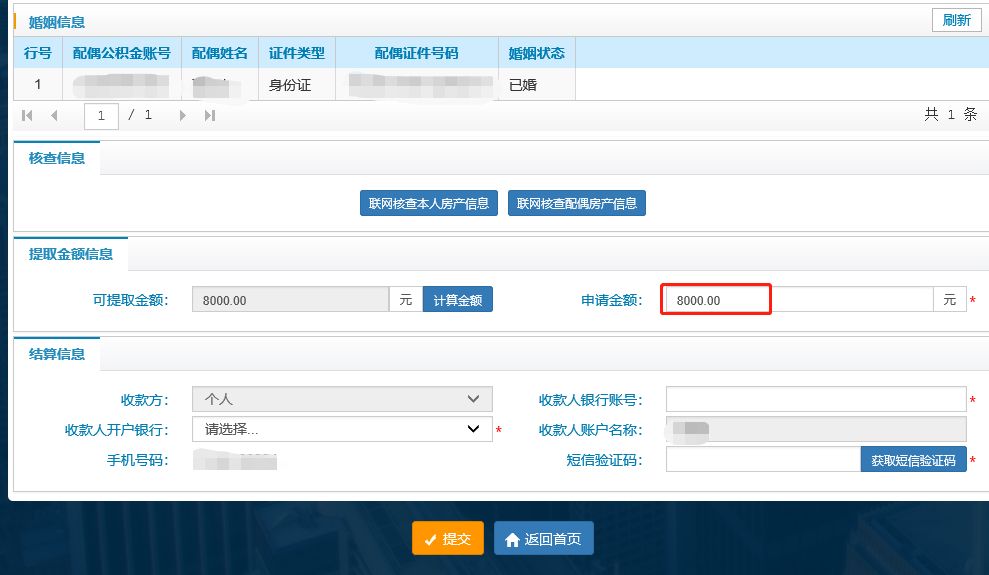 婚姻信息 刷新
行号 配偶公积金账号 配偶姓名 证件类型 配偶证件号码 婚姻状态
1 身份证 已婚
1 / 1 共 1 条
核查信息
联网核查本人房产信息 联网核查配偶房产信息
提取金额信息
可提取金额： 8000.00 元 计算金额 申请金额： 8000.00 元 *
结算信息
收款方： 个人 收款人银行账号： *
收款人开户银行： 请选择... * 收款人账户名称：
手机号码： 短信验证码： 获取短信验证码 *
提交 返回首页